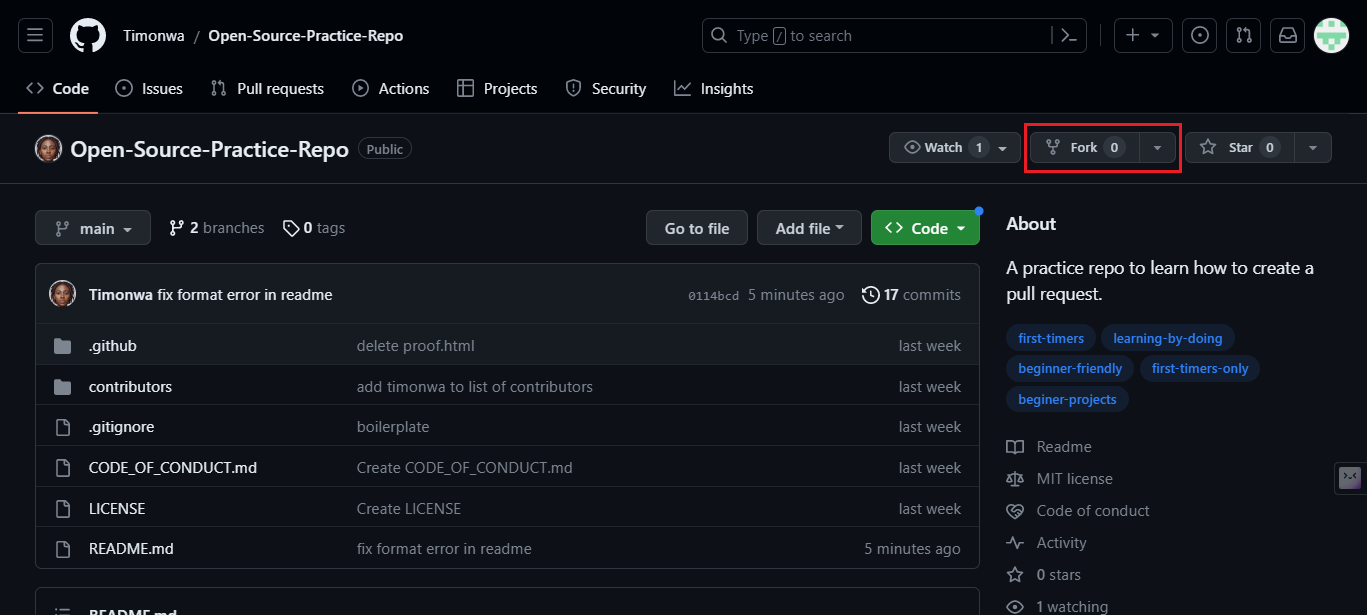 Timonwa / Open-Source-Practice-Repo Type / to search
Code Issues Pull requests Actions Projects Security Insights
Open-Source-Practice-Repo Public Watch 1 Fork 0 Star 0
main 2 branches 0 tags Go to file Add file Code
Timonwa fix format error in readme 0114bcd 5 minutes ago 17 commits
.github delete proof.html last week
contributors add timonwa to list of contributors last week
.gitignore boilerplate last week
CODE_OF_CONDUCT.md Create CODE_OF_CONDUCT.md last week
LICENSE Create LICENSE last week
README.md fix format error in readme 5 minutes ago
README.md
About
A practice repo to learn how to create a
pull request.
first-timers learning-by-doing
beginner-friendly first-timers-only
beginer-projects
Readme
MIT license
Code of conduct
Activity
0 stars
1 watching